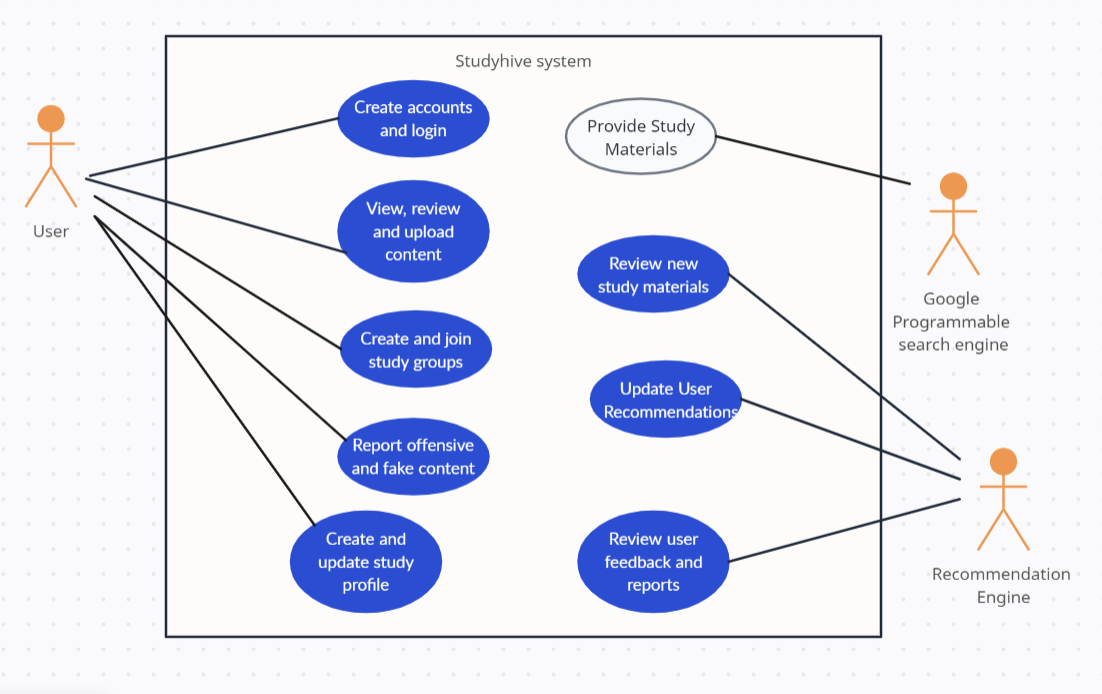 Studyhive system
Create accounts
and login
View, review
and upload
content
Create and join
study groups
Report offensive
and fake content
Create and
update study
profile
Provide Study
Materials
Review new
study materials
Update User
Recommendations
Review user
feedback and
reports
User
Google
Programmable
search engine
Recommendation
Engine